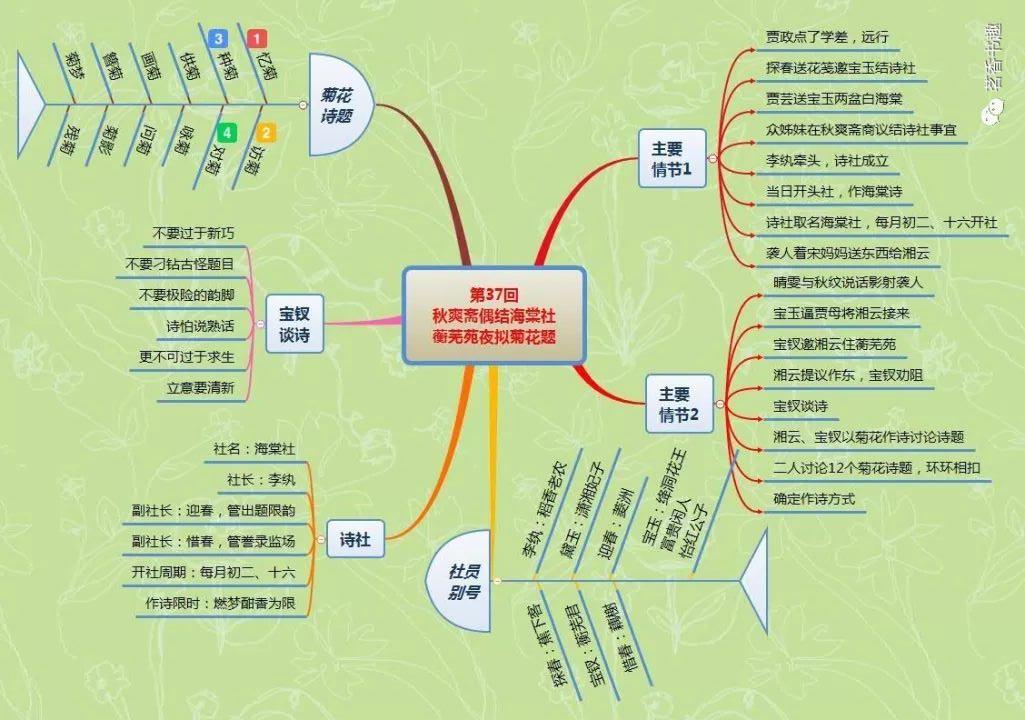 第37回
秋爽斋偶结海棠社
蘅芜苑夜拟菊花题
菊花
诗题
1
忆菊
2
访菊
3
种菊
4
对菊
供菊
咏菊
画菊
问菊
簪菊
菊影
菊梦
残菊
宝钗
谈诗
不要过于新巧
不要刁钻古怪题目
不要极险的韵脚
诗怕说熟话
更不可过于求生
立意要清新
诗社
社名：海棠社
社长：李纨
副社长：迎春，管出题限韵
副社长：惜春，管誊录监场
开社周期：每月初二、十六
作诗限时：燃梦酣香为限
社员
别号
李纨：稻香老农
黛玉：潇湘妃子
迎春：菱洲
宝玉：绛洞花王
富贵闲人
怡红公子
探春：蕉下客
宝钗：蘅芜君
惜春：藕榭
主要
情节1
贾政点了学差，远行
探春送花笺邀宝玉结诗社
贾芸送宝玉两盆白海棠
众姊妹在秋爽斋商议结诗社事宜
李纨牵头，诗社成立
当日开头社，作海棠诗
诗社取名海棠社，每月初二、十六开社
袭人着宋妈妈送东西给湘云
主要
情节2
晴雯与秋纹说话影射袭人
宝玉逼贾母将湘云接来
宝钗邀湘云住蘅芜苑
湘云提议作东，宝钗劝阻
宝钗谈诗
湘云、宝钗以菊花作诗讨论诗题
二人讨论12个菊花诗题，环环相扣
确定作诗方式